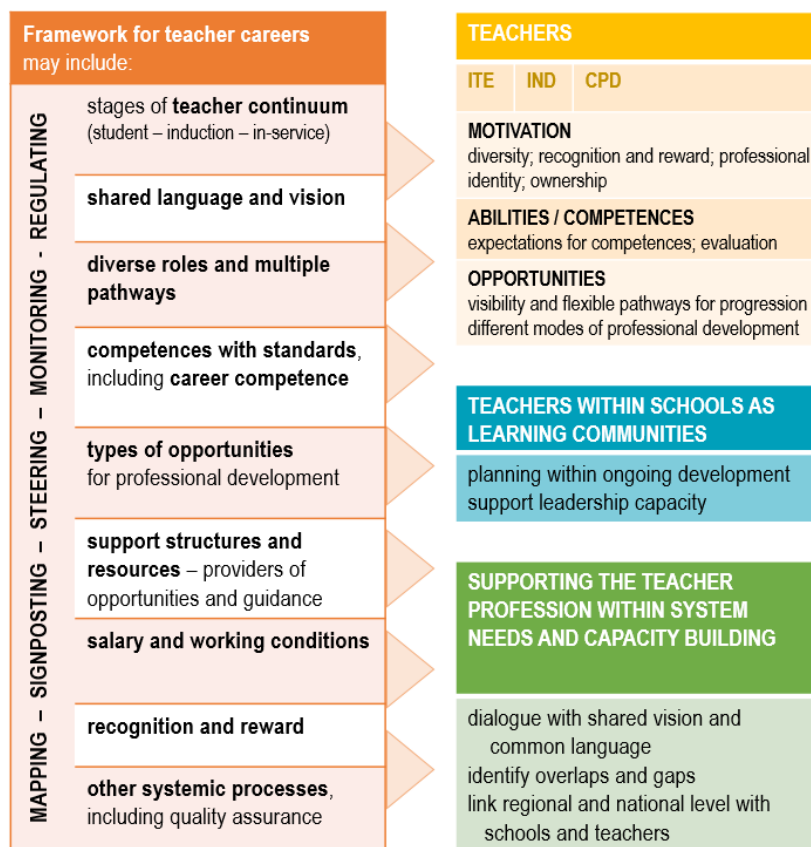 Framework for teacher careers
may include:
MAPPING – SIGNPOSTING – STEERING – MONITORING - REGULATING
stages of teacher continuum
(student – induction – in-service)
shared language and vision
diverse roles and multiple
pathways
competences with standards,
including career competence
types of opportunities
for professional development
support structures and
resources – providers of
opportunities and guidance
salary and working conditions
recognition and reward
other systemic processes,
including quality assurance
TEACHERS
ITE IND CPD
MOTIVATION
diversity; recognition and reward; professional
identity; ownership
ABILITIES / COMPETENCES
expectations for competences; evaluation
OPPORTUNITIES
visibility and flexible pathways for progression
different modes of professional development
TEACHERS WITHIN SCHOOLS AS
LEARNING COMMUNITIES
planning within ongoing development
support leadership capacity
SUPPORTING THE TEACHER
PROFESSION WITHIN SYSTEM
NEEDS AND CAPACITY BUILDING
dialogue with shared vision and
common language
identify overlaps and gaps
link regional and national level with
schools and teachers